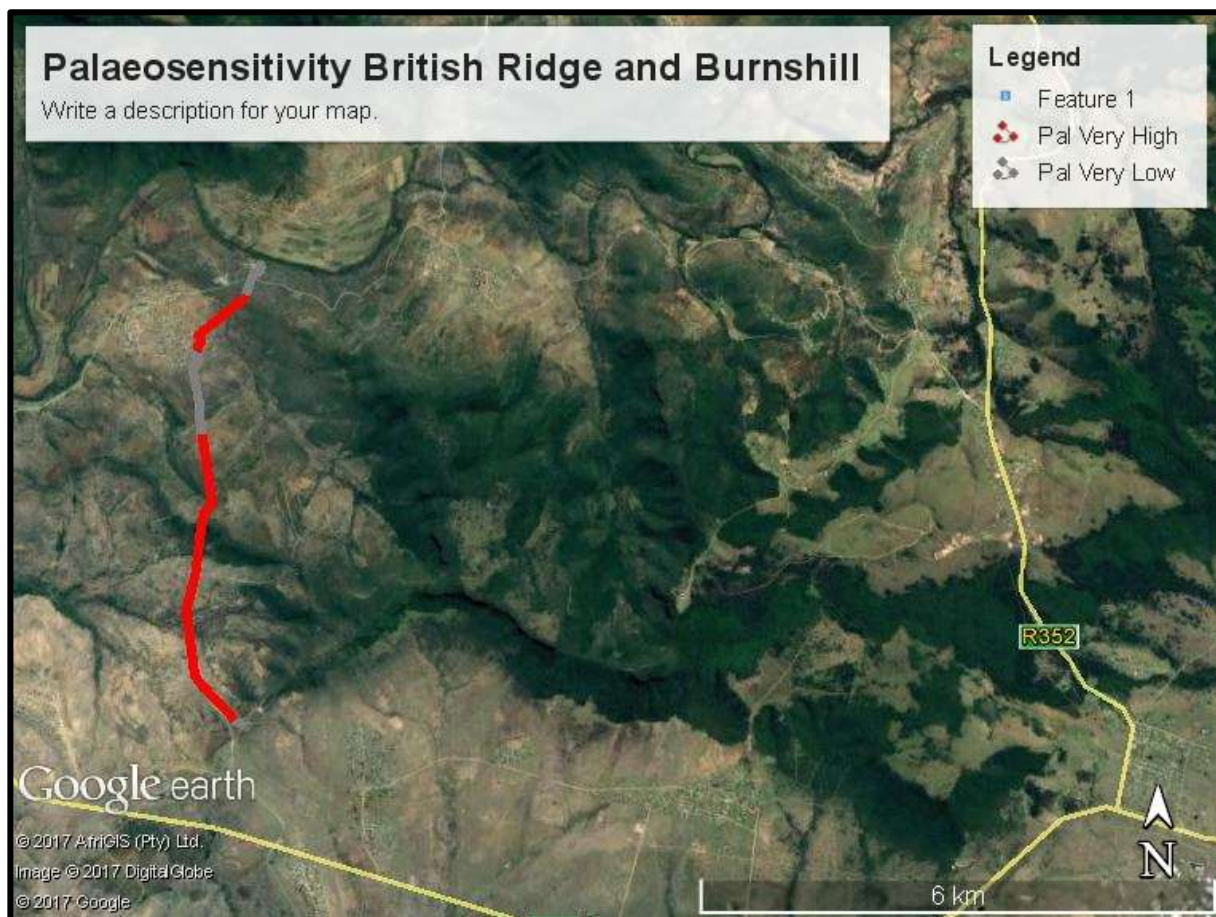 Palaeosensitivity British Ridge and Burnshill
Write a description for your map.
Legend
Feature 1
Pal Very High
Pal Very Low
R352
Google earth
© 2017 AfriGIS (Pty) Ltd.
Image © 2017 DigitalGlobe
© 2017 Google
N
6 km